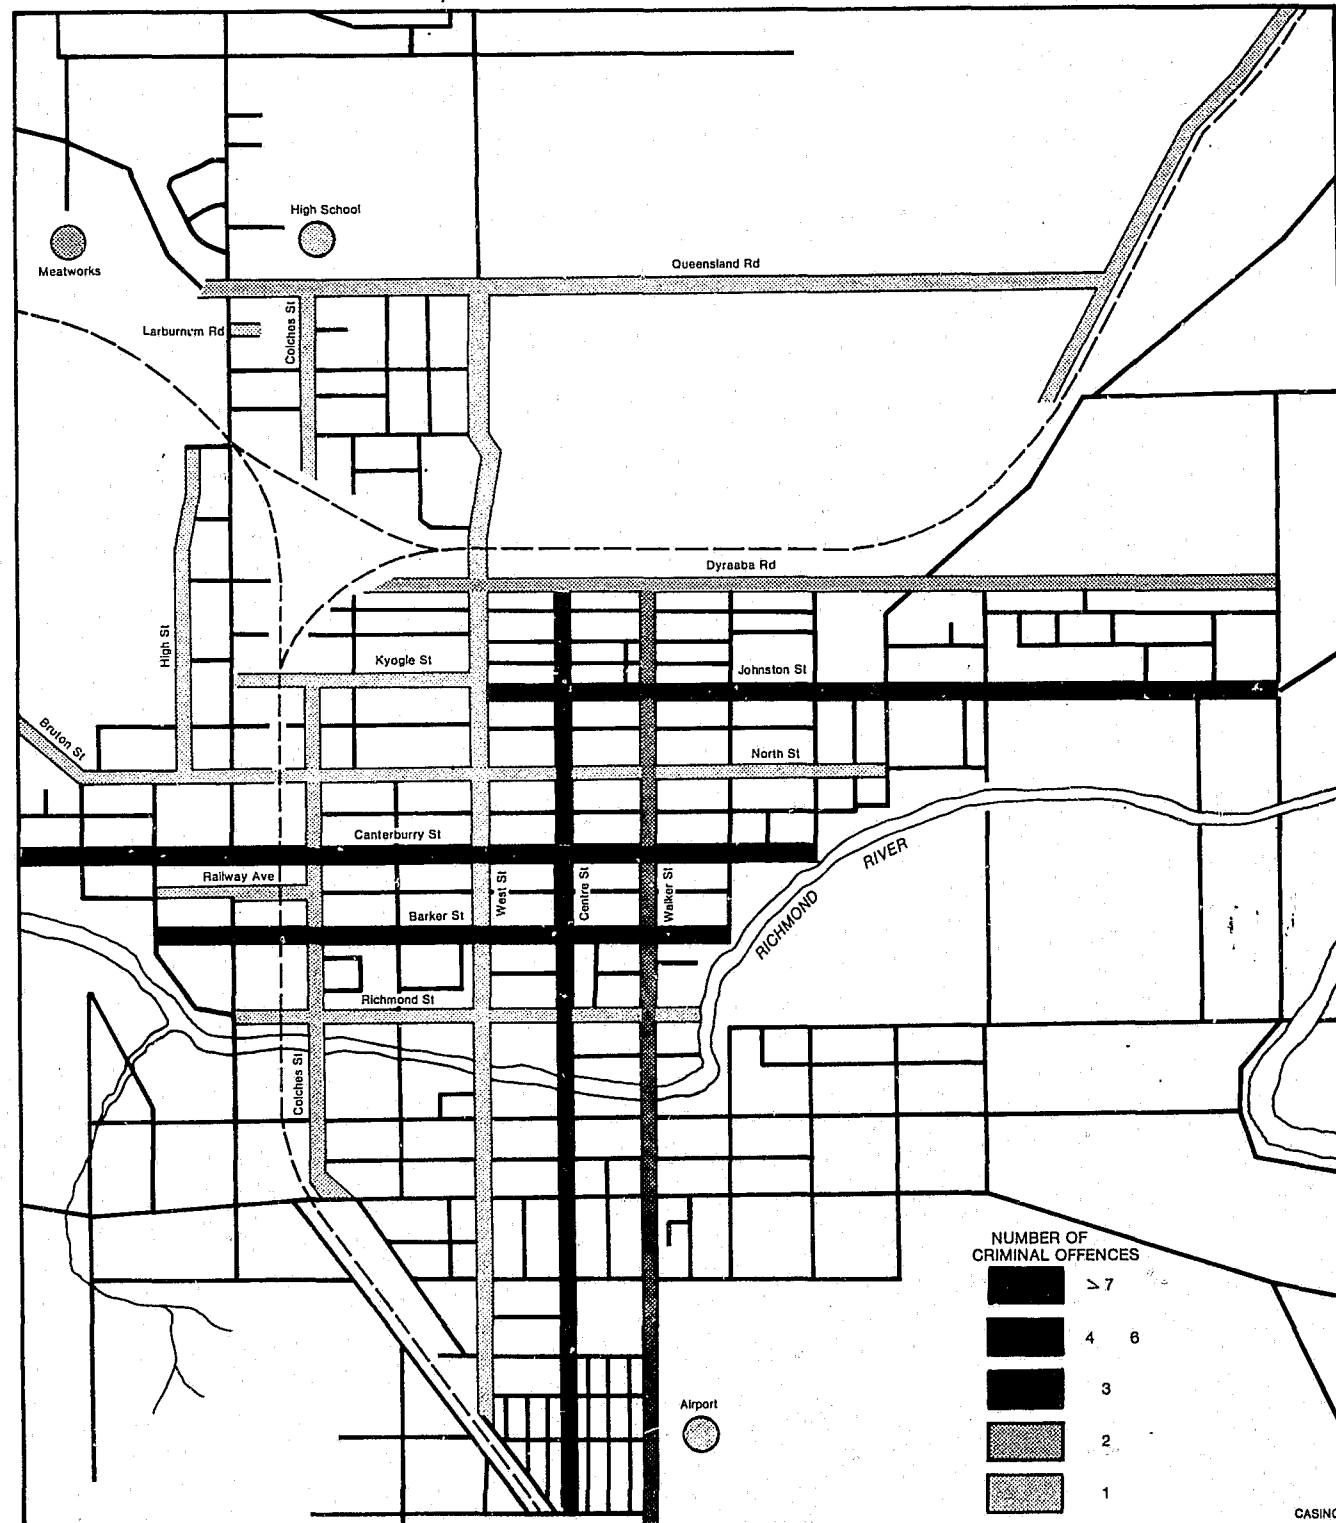 High School
Meatworks
Queensland Rd
Colches St
Larburnum Rd
Dyraaba Rd
High St
Kyogle St
Johnston St
Bruton St
North St
Canterburry St
RIVER
Railway Ave
West St
Centre St
Walker St
Barker St
RICHMOND
Richmond St
Colches St
NUMBER OF
CRIMINAL OFFENCES
> 7
4 6
3
Airport
2
1
CASINO